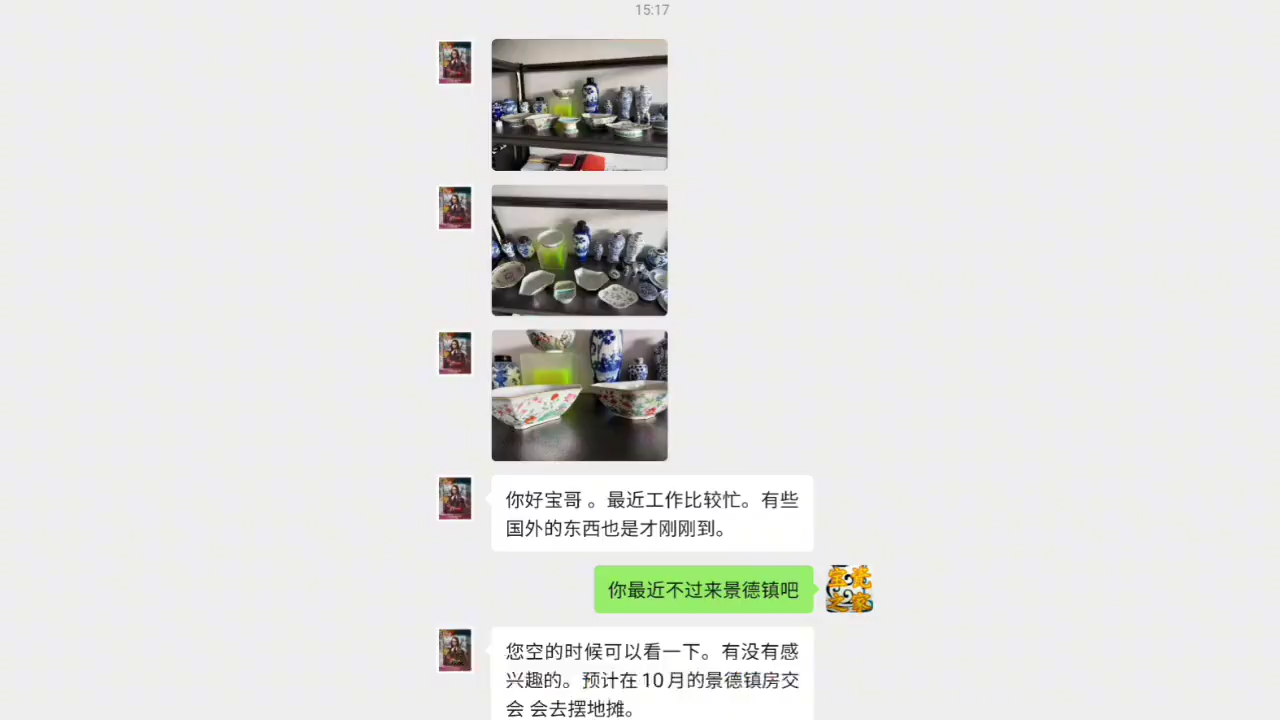 15:17
你好宝哥 。最近工作比较忙。有些
国外的东西也是才刚刚到。
你最近不过来景德镇吧
您空的时候可以看一下。有没有感
兴趣的。预计在 10 月的景德镇房交
会 会去摆地摊。